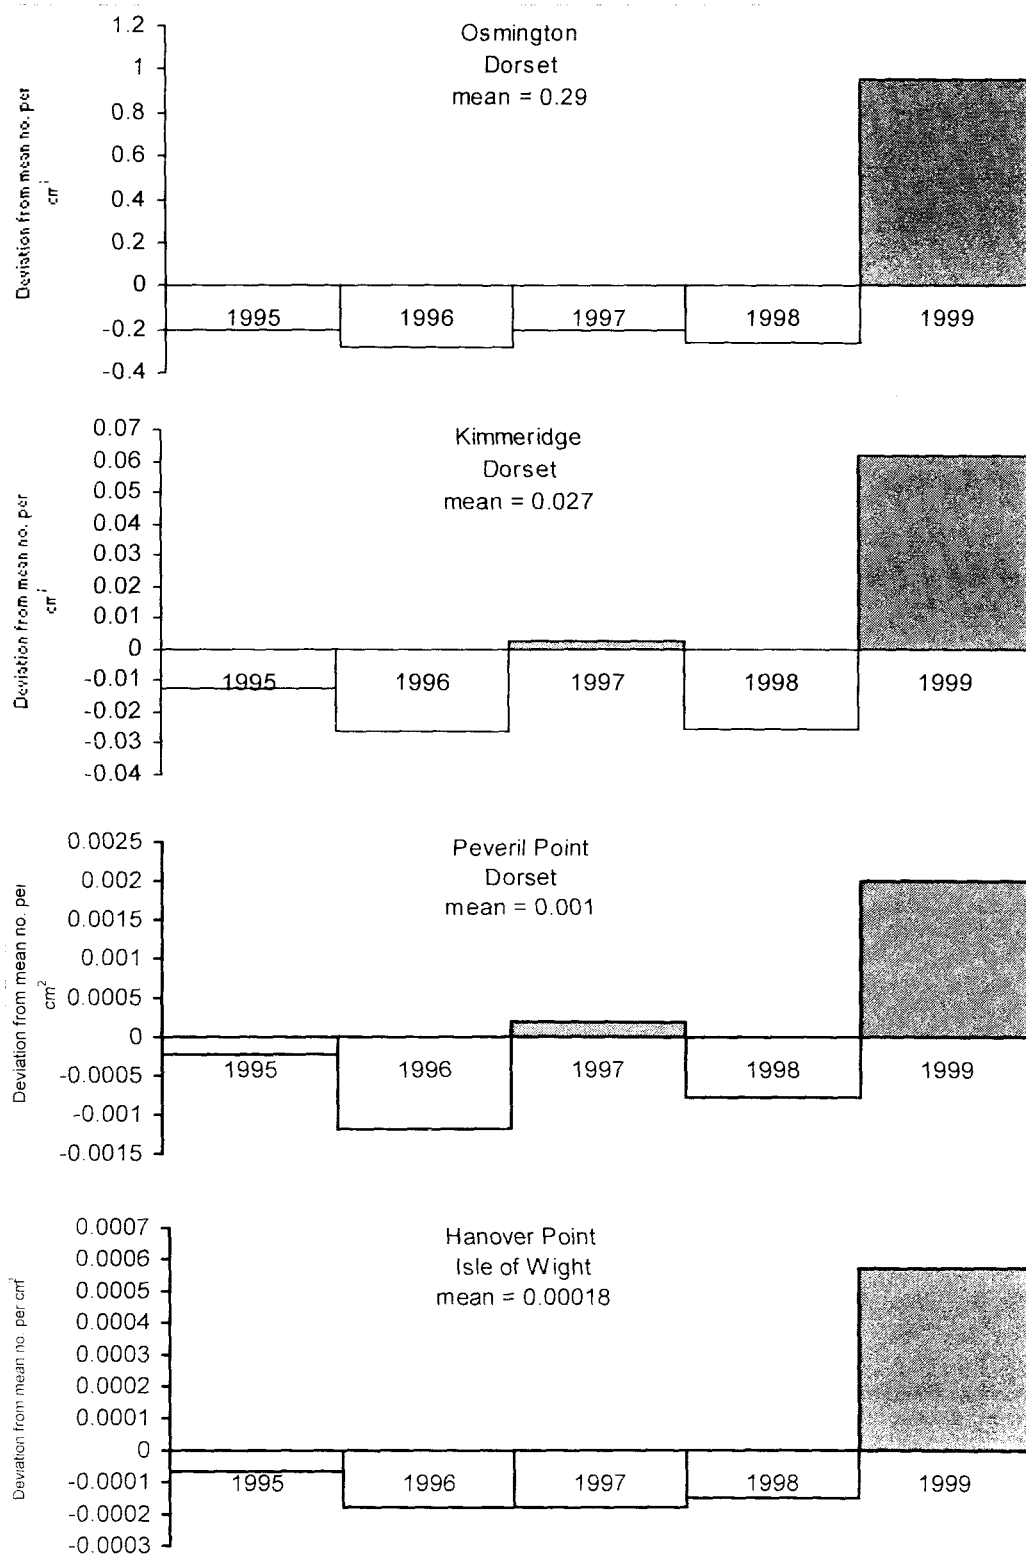 Osmington
Dorset
mean = 0.29
Deviation from mean no. per
1.2
1
0.8
0.6
0.4
0.2
0
-0.2
-0.4
1995 1996 1997 1998 1999
Kimmeridge
Dorset
mean = 0.027
Deviation from mean no. per
0.07
0.06
0.05
0.04
0.03
0.02
0.01
0
-0.01
-0.02
-0.03
-0.04
1995 1996 1997 1998 1999
Peveril Point
Dorset
mean = 0.001
Deviation from mean no. per
cm²
0.0025
0.002
0.0015
0.001
0.0005
0
-0.0005
-0.001
-0.0015
1995 1996 1997 1998 1999
Hanover Point
Isle of Wight
mean = 0.00018
Deviation from mean no. per cm²
0.0007
0.0006
0.0005
0.0004
0.0003
0.0002
0.0001
0
-0.0001
-0.0002
-0.0003
1995 1996 1997 1998 1999